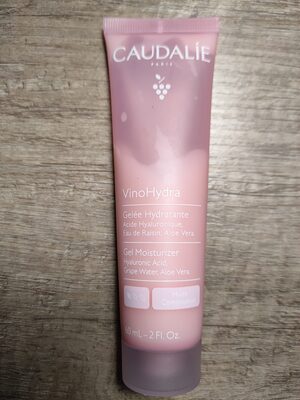 CAUDALIE
PARIS
VinoHydra
Gelée Hydratante
Acide Hyaluronique,
Eau de Raisin, Aloe Vera
Gel Moisturizer
Hyaluronic Acid,
Grape Water, Aloe Vera
60 mL - 2 Fl. Oz.